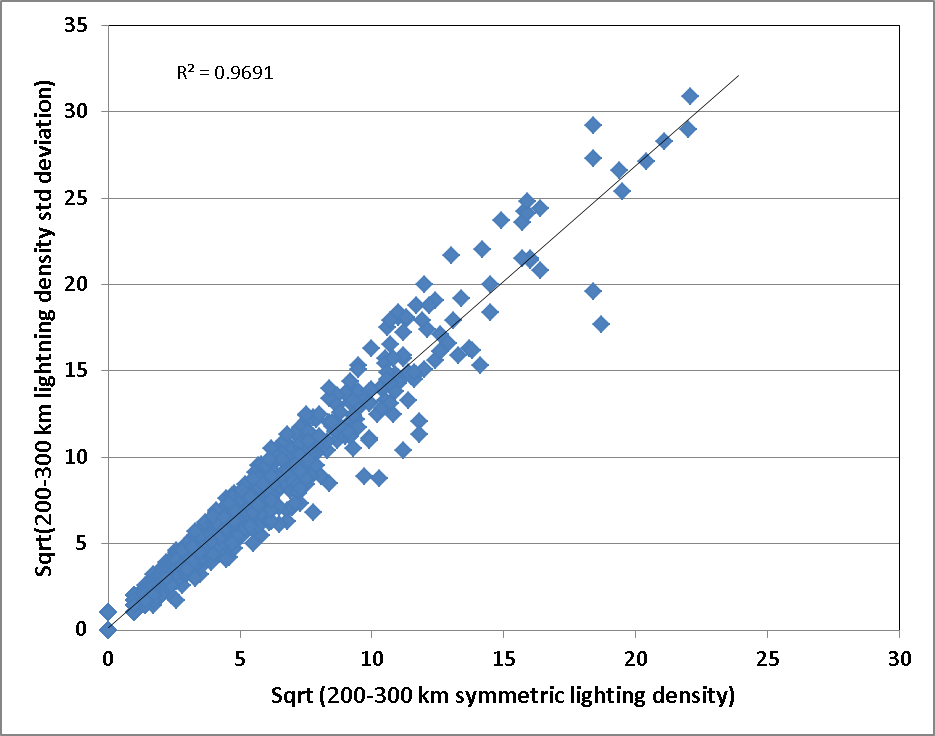 R² = 0.9691
35
30
25
20
15
10
5
0
Sqrt(200-300 km lightning density std deviation)
0 5 10 15 20 25 30
Sqrt (200-300 km symmetric lighting density)